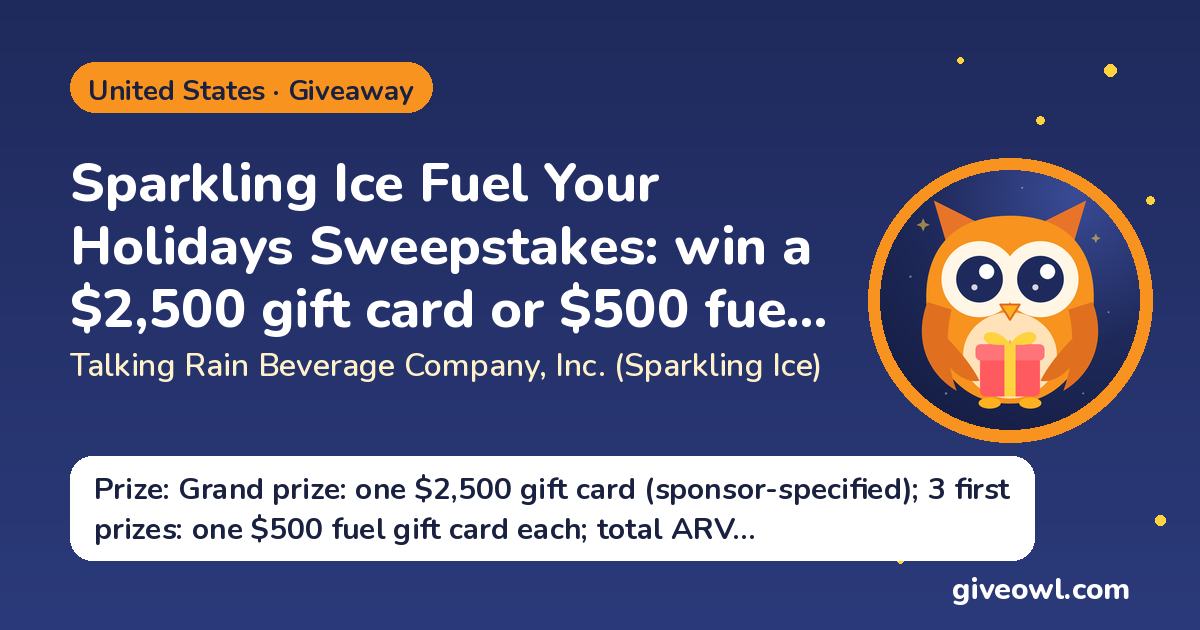 United States · Giveaway
Sparkling Ice Fuel Your
Holidays Sweepstakes: win a
$2,500 gift card or $500 fue...
Talking Rain Beverage Company, Inc. (Sparkling Ice)
Prize: Grand prize: one $2,500 gift card (sponsor-specified); 3 first
prizes: one $500 fuel gift card each; total ARV...
giveowl.com